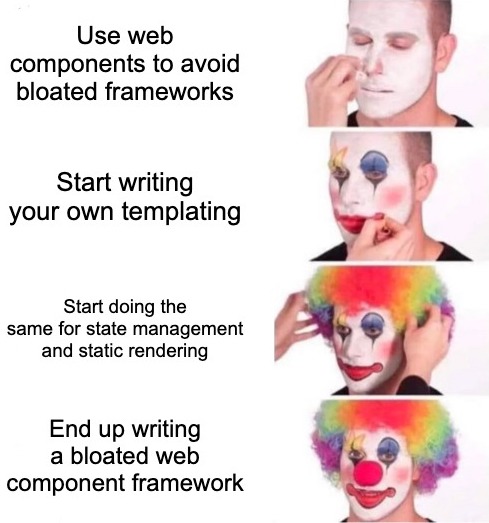 Use web
components to avoid
bloated frameworks
Start writing
your own templating
Start doing the
same for state management
and static rendering
End up writing
a bloated web
component framework